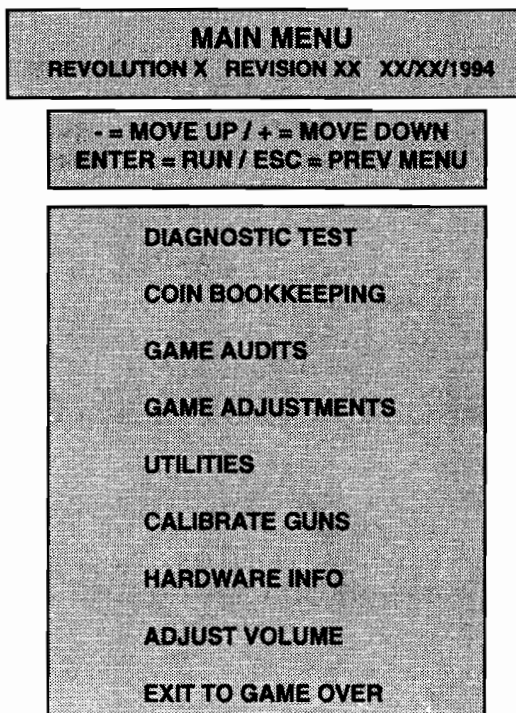 MAIN MENU
REVOLUTION X REVISION XX XX/XX/1994
- = MOVE UP / + = MOVE DOWN
ENTER = RUN / ESC = PREV MENU
DIAGNOSTIC TEST
COIN BOOKKEEPING
GAME AUDITS
GAME ADJUSTMENTS
UTILITIES
CALIBRATE GUNS
HARDWARE INFO
ADJUST VOLUME
EXIT TO GAME OVER